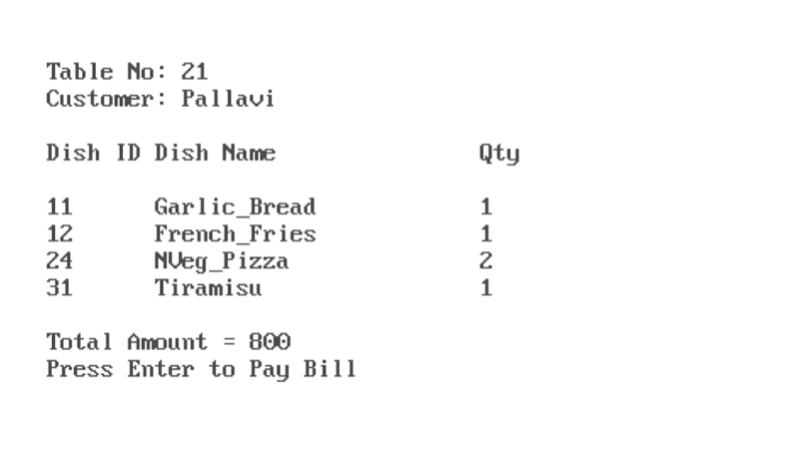 Table No: 21
Customer: Pallavi
Dish ID Dish Name Qty
11 Garlic_Bread 1
12 French_Fries 1
24 NVeg_Pizza 2
31 Tiramisu 1
Total Amount = 800
Press Enter to Pay Bill